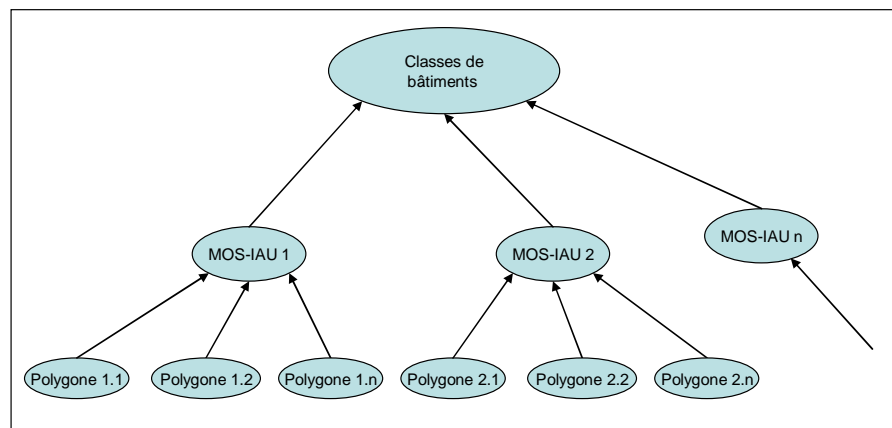 Classes de
bâtiments
MOS-IAU 1
MOS-IAU 2
MOS-IAU n
Polygone 1.1
Polygone 1.2
Polygone 1.n
Polygone 2.1
Polygone 2.2
Polygone 2.n